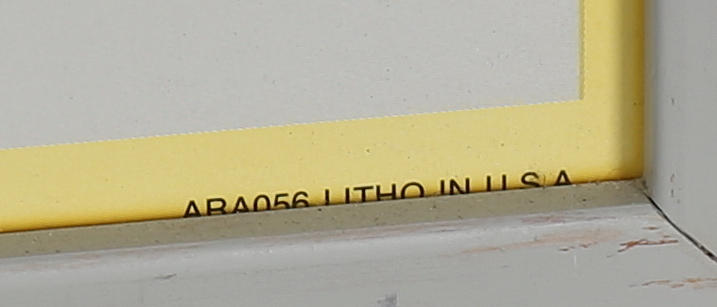 ARA056 LITHO IN U.S.A.